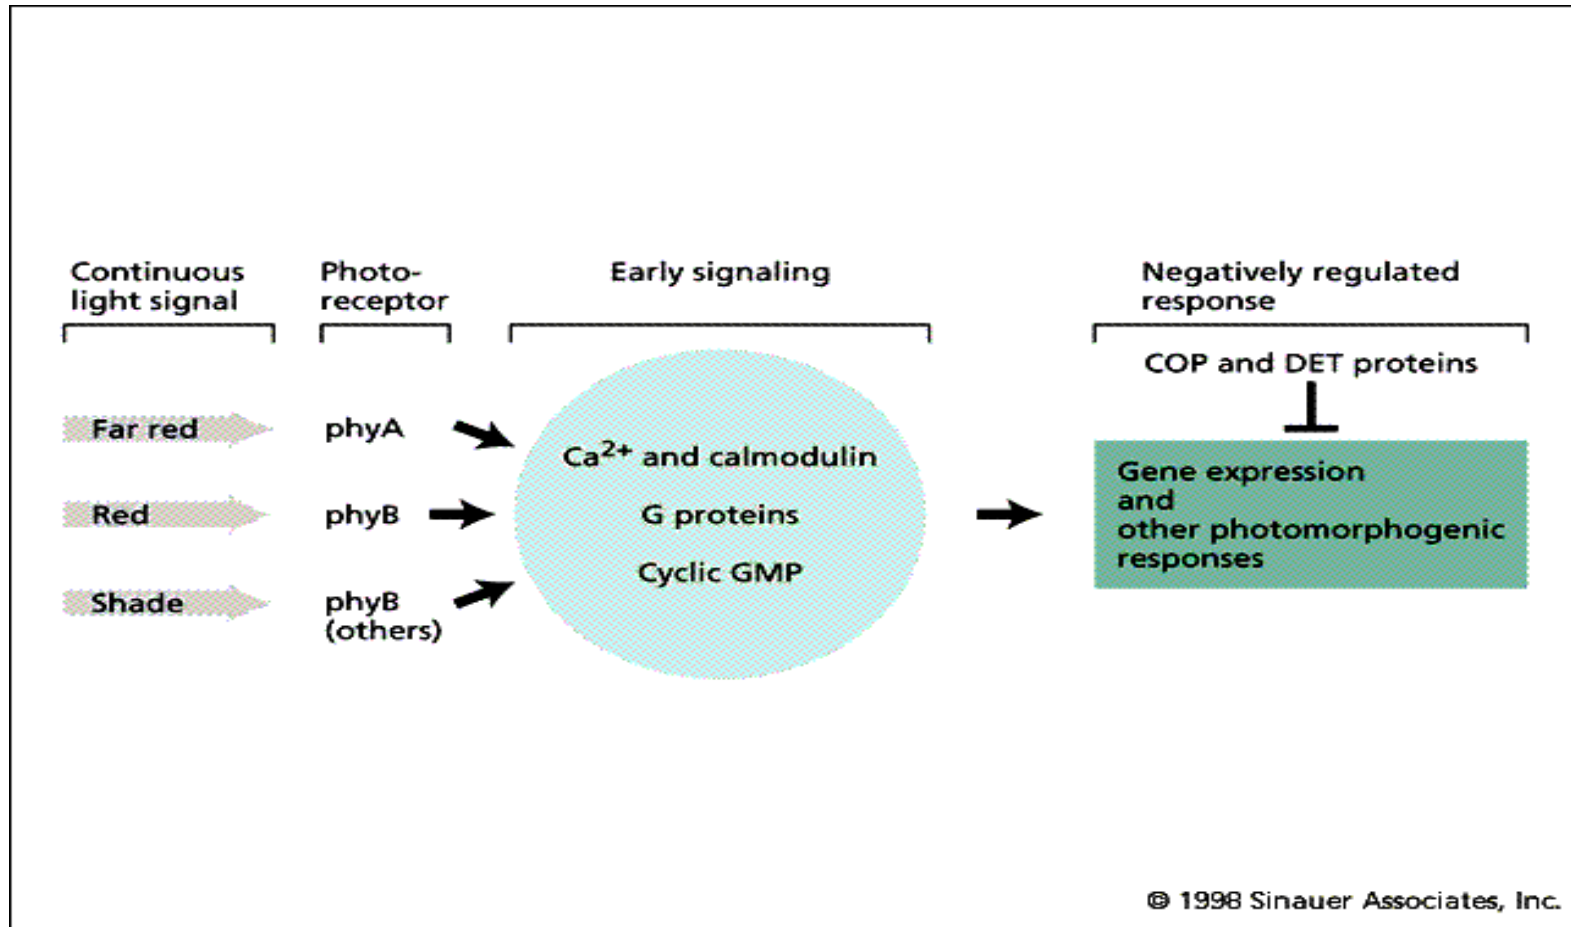 Continuous
light signal
Photo-
receptor
Early signaling
Negatively regulated
response
COP and DET proteins
Far red
phyA
Red
phyB
Shade
phyB
(others)
Ca²⁺ and calmodulin
G proteins
Cyclic GMP
Gene expression
and
other photomorphogenic
responses
© 1998 Sinauer Associates, Inc.